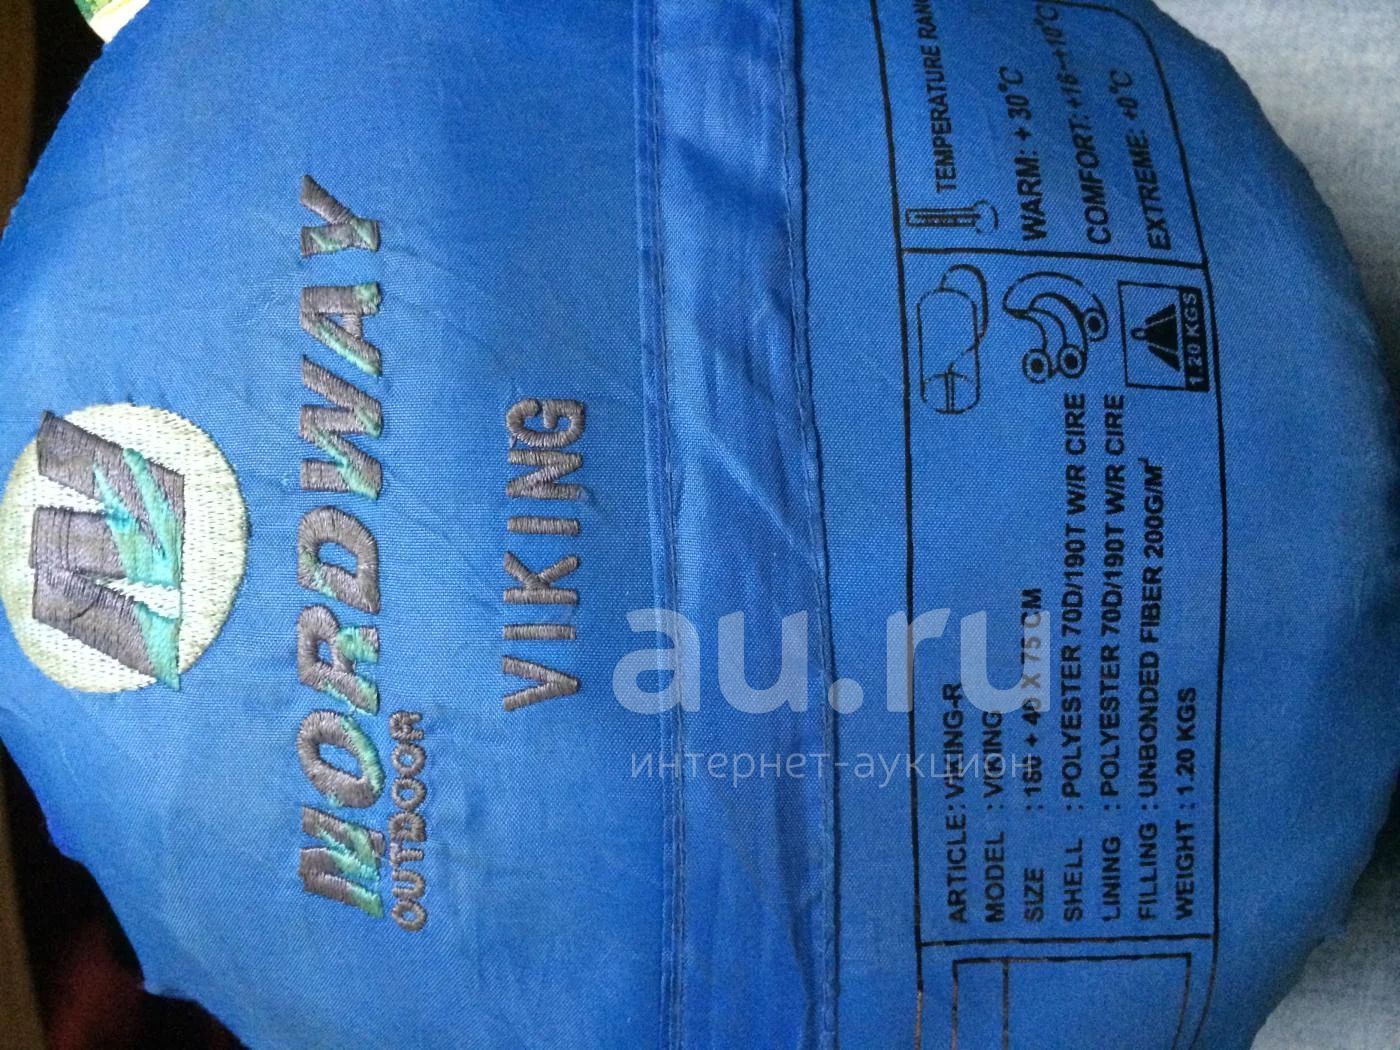 NORDWAY
OUTDOOR
VIKING
ARTICLE : VIKING-R
MODEL : VIKING
SIZE : 180 + 40 X 75 CM
SHELL : POLYESTER 70D/190T W/R CIRE
LINING : POLYESTER 70D/190T W/R CIRE
FILLING : UNBONDED FIBER 200G/M²
WEIGHT : 1.20 KGS
1.20 KGS
TEMPERATURE
WARM: + 30°C
COMFORT: +16~+10°C
EXTREME: +0°C
au.ru
интернет-аукцион